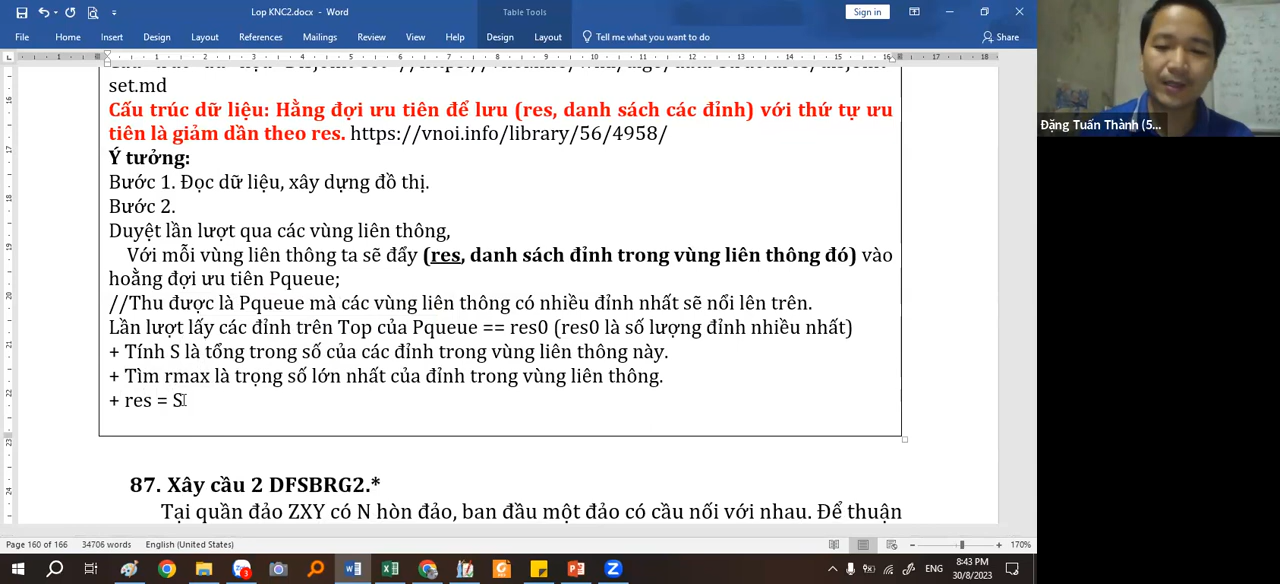 Lop KNC2.docx - Word
Table Tools
Sign in
File Home Insert Design Layout References Mailings Review View Help Design Layout Tell me what you want to do Share
set.md
Cấu trúc dữ liệu: Hằng đợi ưu tiên để lưu (res, danh sách các đỉnh) với thứ tự ưu
tiên là giảm dần theo res. https://vnoi.info/library/56/4958/
Ý tưởng:
Bước 1. Đọc dữ liệu, xây dựng đồ thị.
Bước 2.
Duyệt lần lượt qua các vùng liên thông,
Với mỗi vùng liên thông ta sẽ đẩy (res, danh sách đỉnh trong vùng liên thông đó) vào
hoằng đợi ưu tiên Pqueue;
//Thu được là Pqueue mà các vùng liên thông có nhiều đỉnh nhất sẽ nổi lên trên.
Lần lượt lấy các đỉnh trên Top của Pqueue == res0 (res0 là số lượng đỉnh nhiều nhất)
+ Tính S là tổng trong số của các đỉnh trong vùng liên thông này.
+ Tìm rmax là trọng số lớn nhất của đỉnh trong vùng liên thông.
+ res = S
87. Xây cầu 2 DFSBRG2.*
Tại quần đảo ZXY có N hòn đảo, ban đầu một đảo có cầu nối với nhau. Để thuận
Đặng Tuấn Thành (5...
Page 160 of 166 34706 words English (United States) 170%
ENG 8:43 PM
30/8/2023